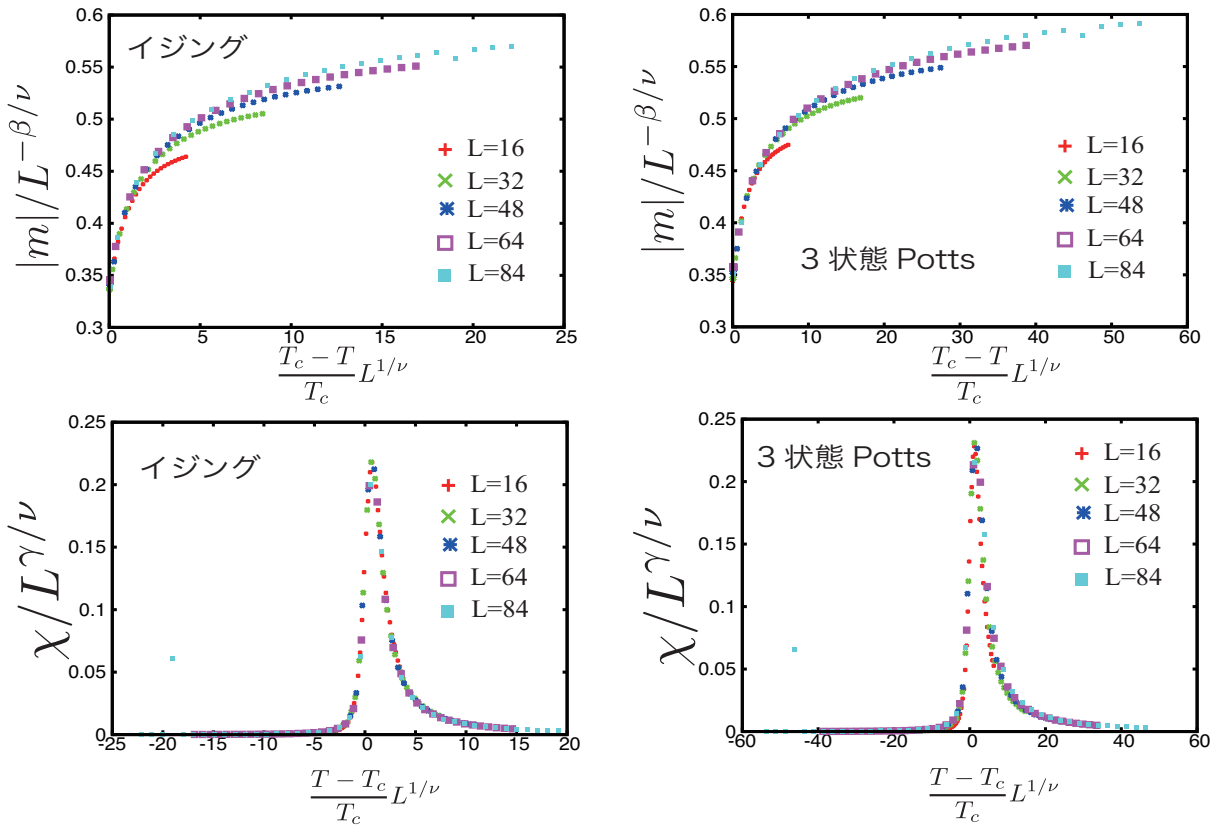 イジング
|m|/L^{-β/ν}
0.6
0.55
0.5
0.45
0.4
0.35
0.3
L=16
L=32
L=48
L=64
L=84
0 5 10 15 20 25
\frac{T_c - T}{T_c} L^{1/ν}
3 状態 Potts
|m|/L^{-β/ν}
0.6
0.55
0.5
0.45
0.4
0.35
0.3
L=16
L=32
L=48
L=64
L=84
0 10 20 30 40 50 60
\frac{T_c - T}{T_c} L^{1/ν}
イジング
χ/L^{γ/ν}
0.25
0.2
0.15
0.1
0.05
0
L=16
L=32
L=48
L=64
L=84
-25 -20 -15 -10 -5 0 5 10 15 20
\frac{T - T_c}{T_c} L^{1/ν}
3 状態 Potts
χ/L^{γ/ν}
0.25
0.2
0.15
0.1
0.05
0
L=16
L=32
L=48
L=64
L=84
-60 -40 -20 0 20 40 60
\frac{T - T_c}{T_c} L^{1/ν}